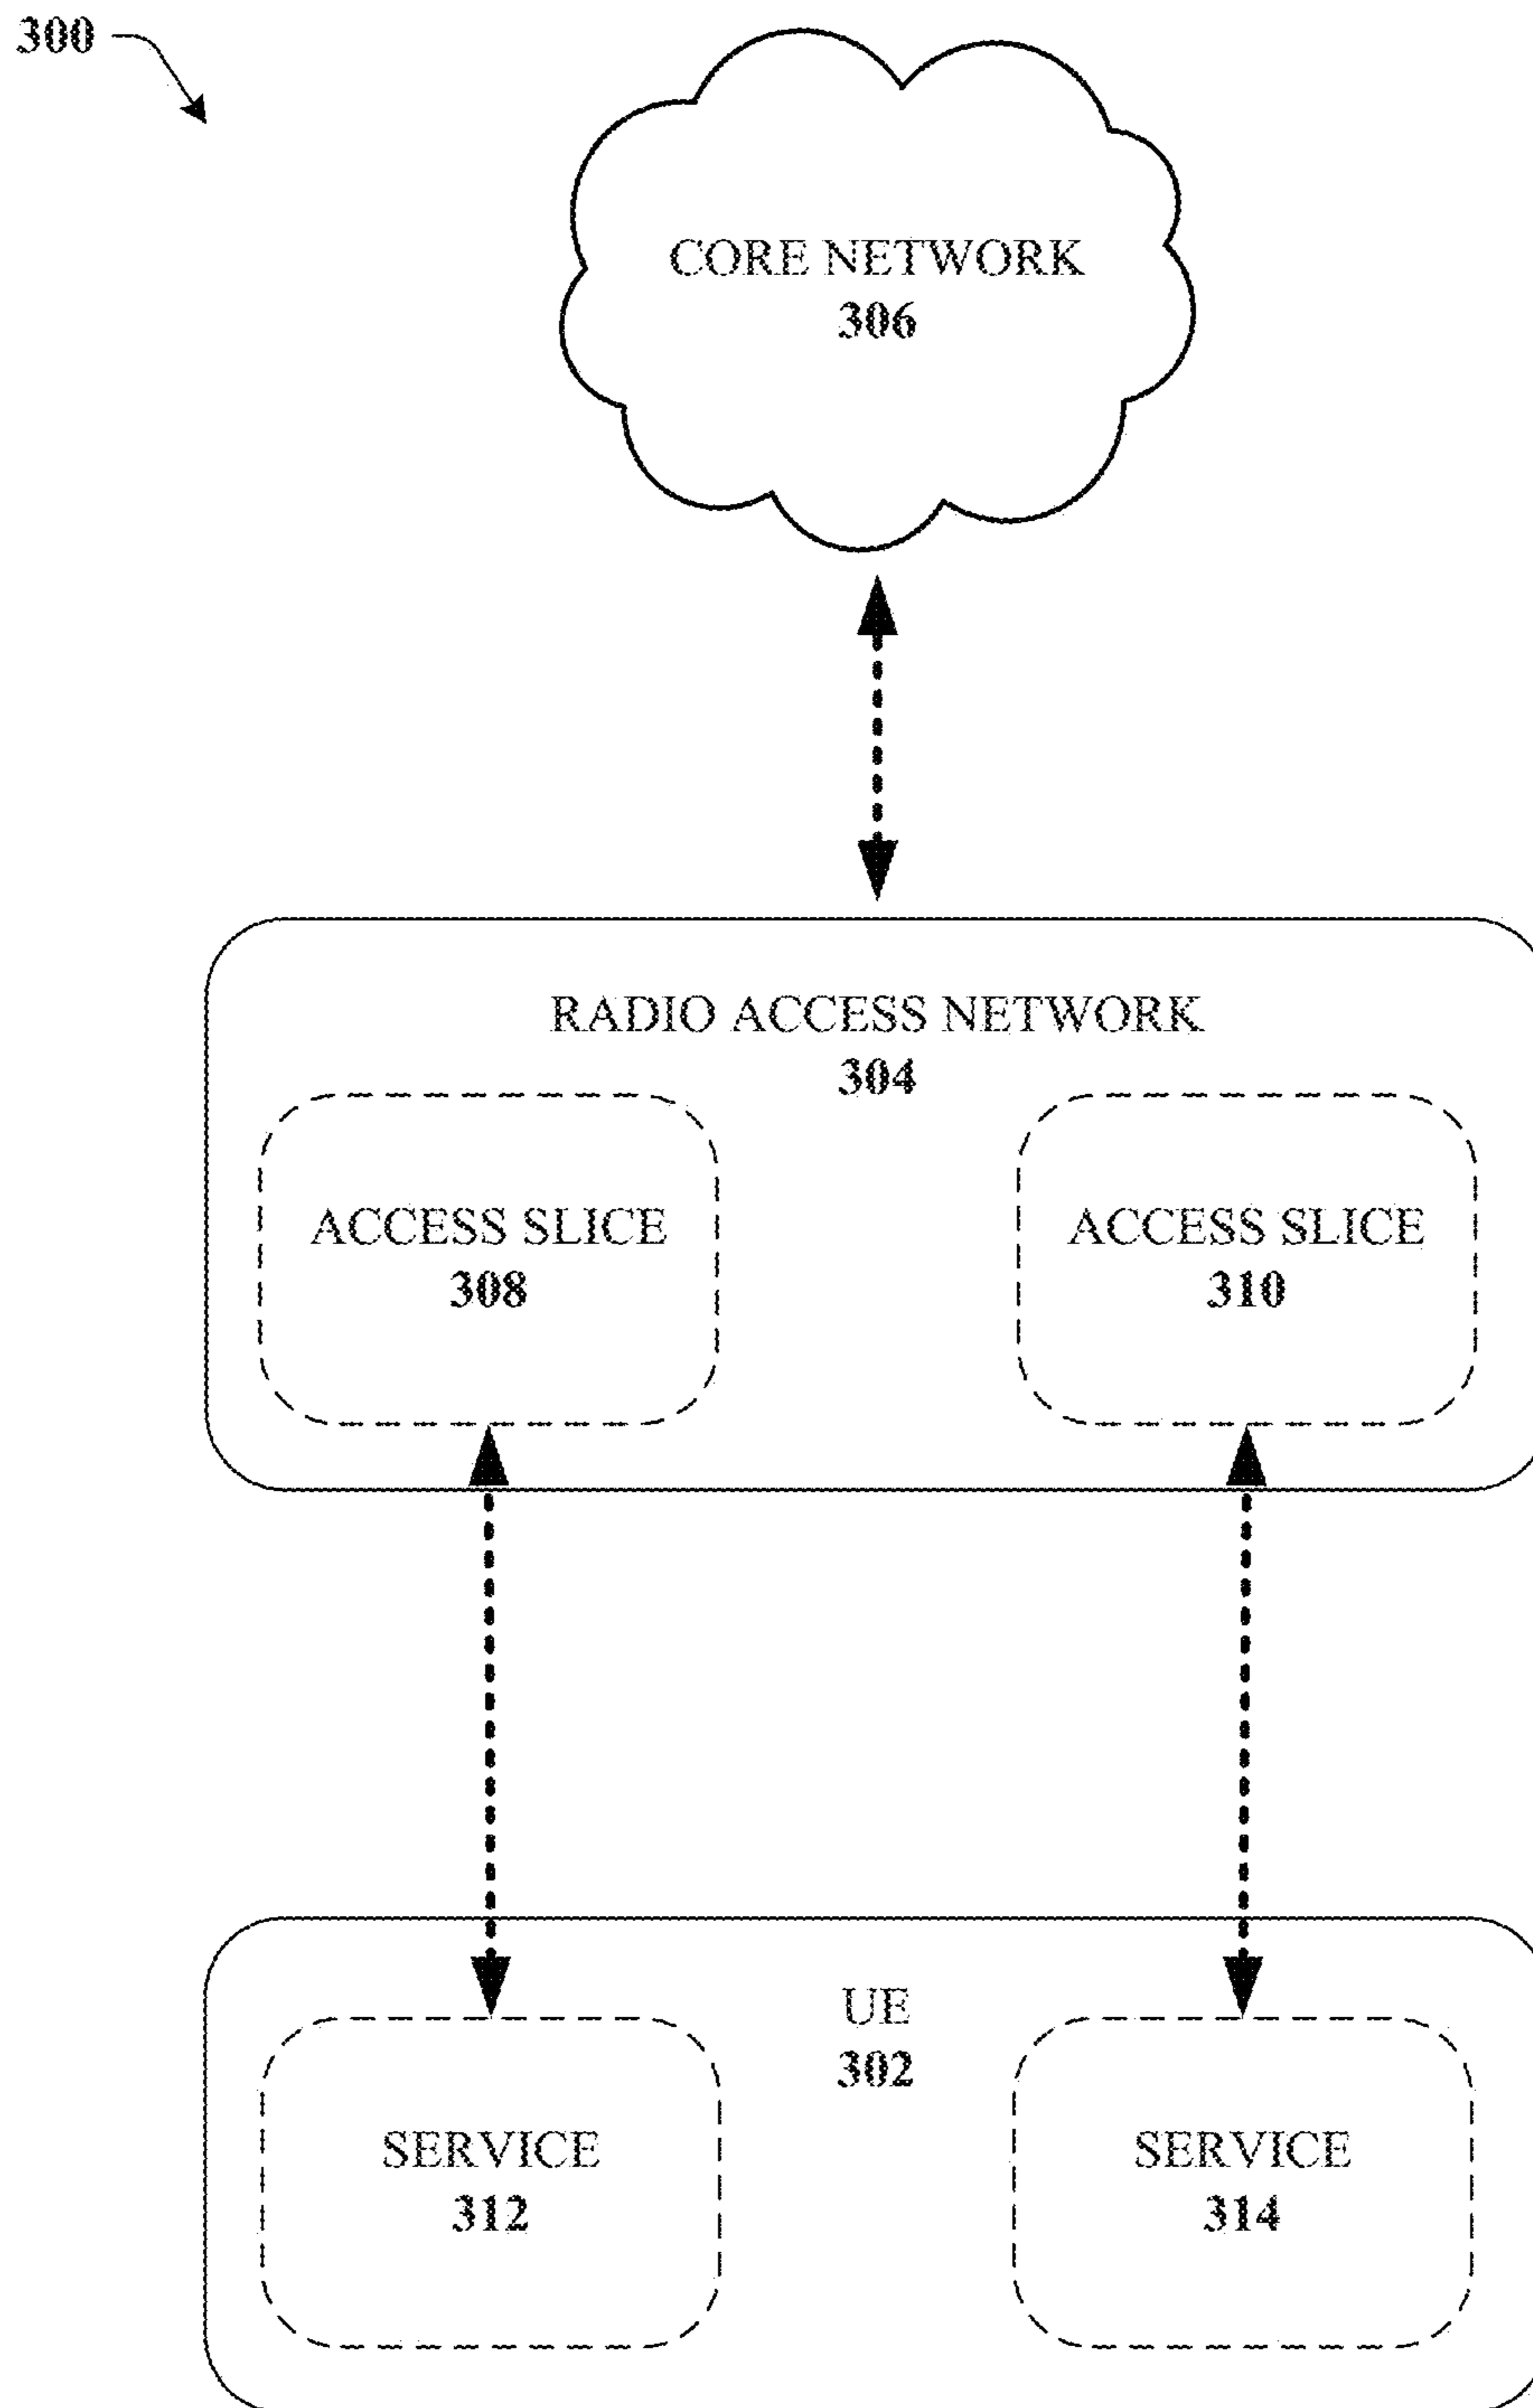 300
CORE NETWORK
306
RADIO ACCESS NETWORK
304
ACCESS SLICE
308
ACCESS SLICE
310
UE
302
SERVICE
312
SERVICE
314